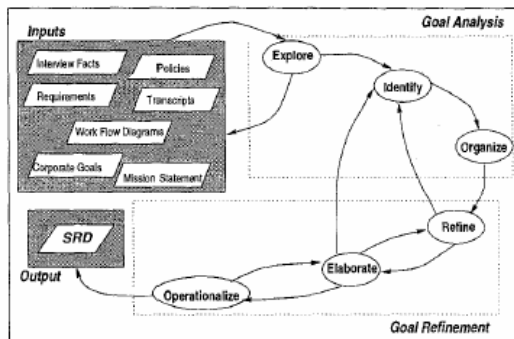 Inputs
Goal Analysis
Interview Facts
Policies
Explore
Requirements
Transcripts
Identify
Work Flow Diagrams
Organize
Corporate Goals
Mission Statement
SRD
Refine
Elaborate
Output
Operationalize
Goal Refinement